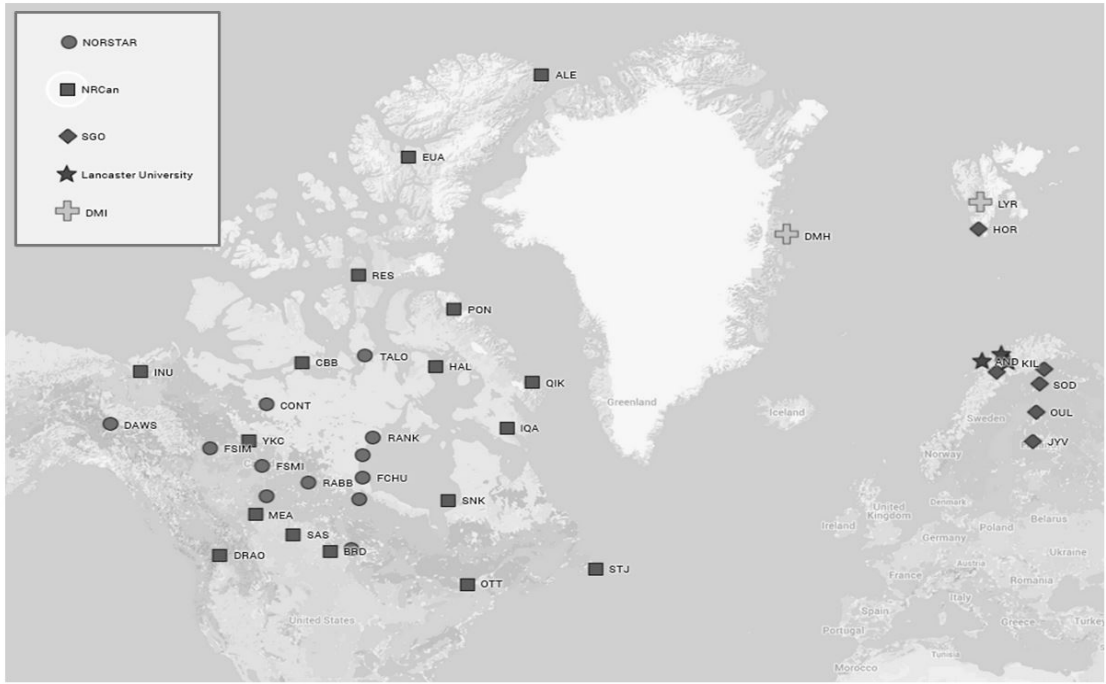 NORSTAR
NRCan
SGO
Lancaster University
DMI
ALE
EUA
LYR
HOR
DMH
RES
PON
TALO
CBB
HAL
INU
QIK
AND
KIL
SOD
Greenland
Iceland
CONT
OUL
Sweden
DAWS
IQA
YKC
RANK
FSIM
JYV
Norway
FSMI
FCHU
RABB
SNK
MEA
United
Kingdom
Denmark
Ireland
Belarus
Poland
SAS
Germany
BRD
DRAO
Ukraine
STJ
France
Austria
Romania
OTT
Italy
Spain
Greece
Turkey
United States
Portugal
Tunisia
Morocco